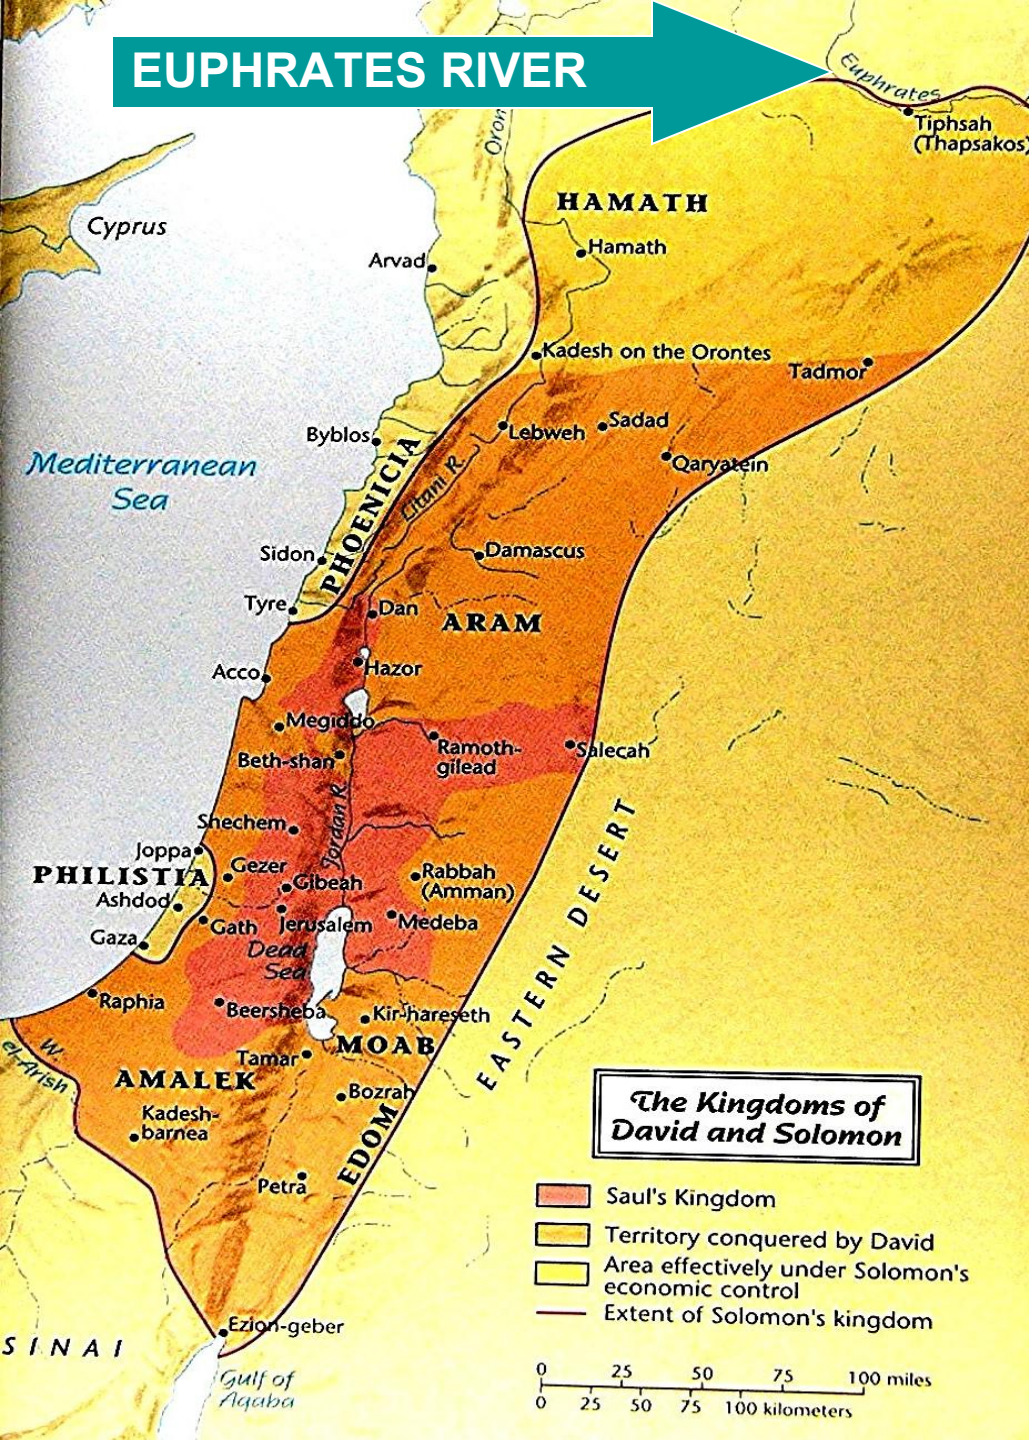 EUPHRATES RIVER
Euphrates
Tiphsah
(Thapsakos)
Oron
HAMATH
Cyprus
Hamath
Arvad
Kadesh on the Orontes
Tadmor
Byblos
Lebweh
Sadad
Qaryatein
Mediterranean
Sea
PHOENICIA
Litani R.
Sidon
Damascus
Tyre
Dan
ARAM
Acco
Hazor
Megiddo
Ramoth-
gilead
Salecah
Beth-shan
Jordan R.
Shechem
Joppa
PHILISTIA
Gezer
Gibeah
Rabbah
(Amman)
Ashdod
Gath
Jerusalem
Medeba
Gaza
Dead
Sea
EASTERN DESERT
Raphia
Beersheba
Kir-hareseth
W.
el-Arish
Tamar
MOAB
AMALEK
Bozrah
Kadesh-
barnea
EDOM
Petra
The Kingdoms of
David and Solomon
Saul's Kingdom
Territory conquered by David
Area effectively under Solomon's
economic control
Extent of Solomon's kingdom
SINAI
Ezion-geber
Gulf of
Aqaba
0 25 50 75 100 miles
0 25 50 75 100 kilometers